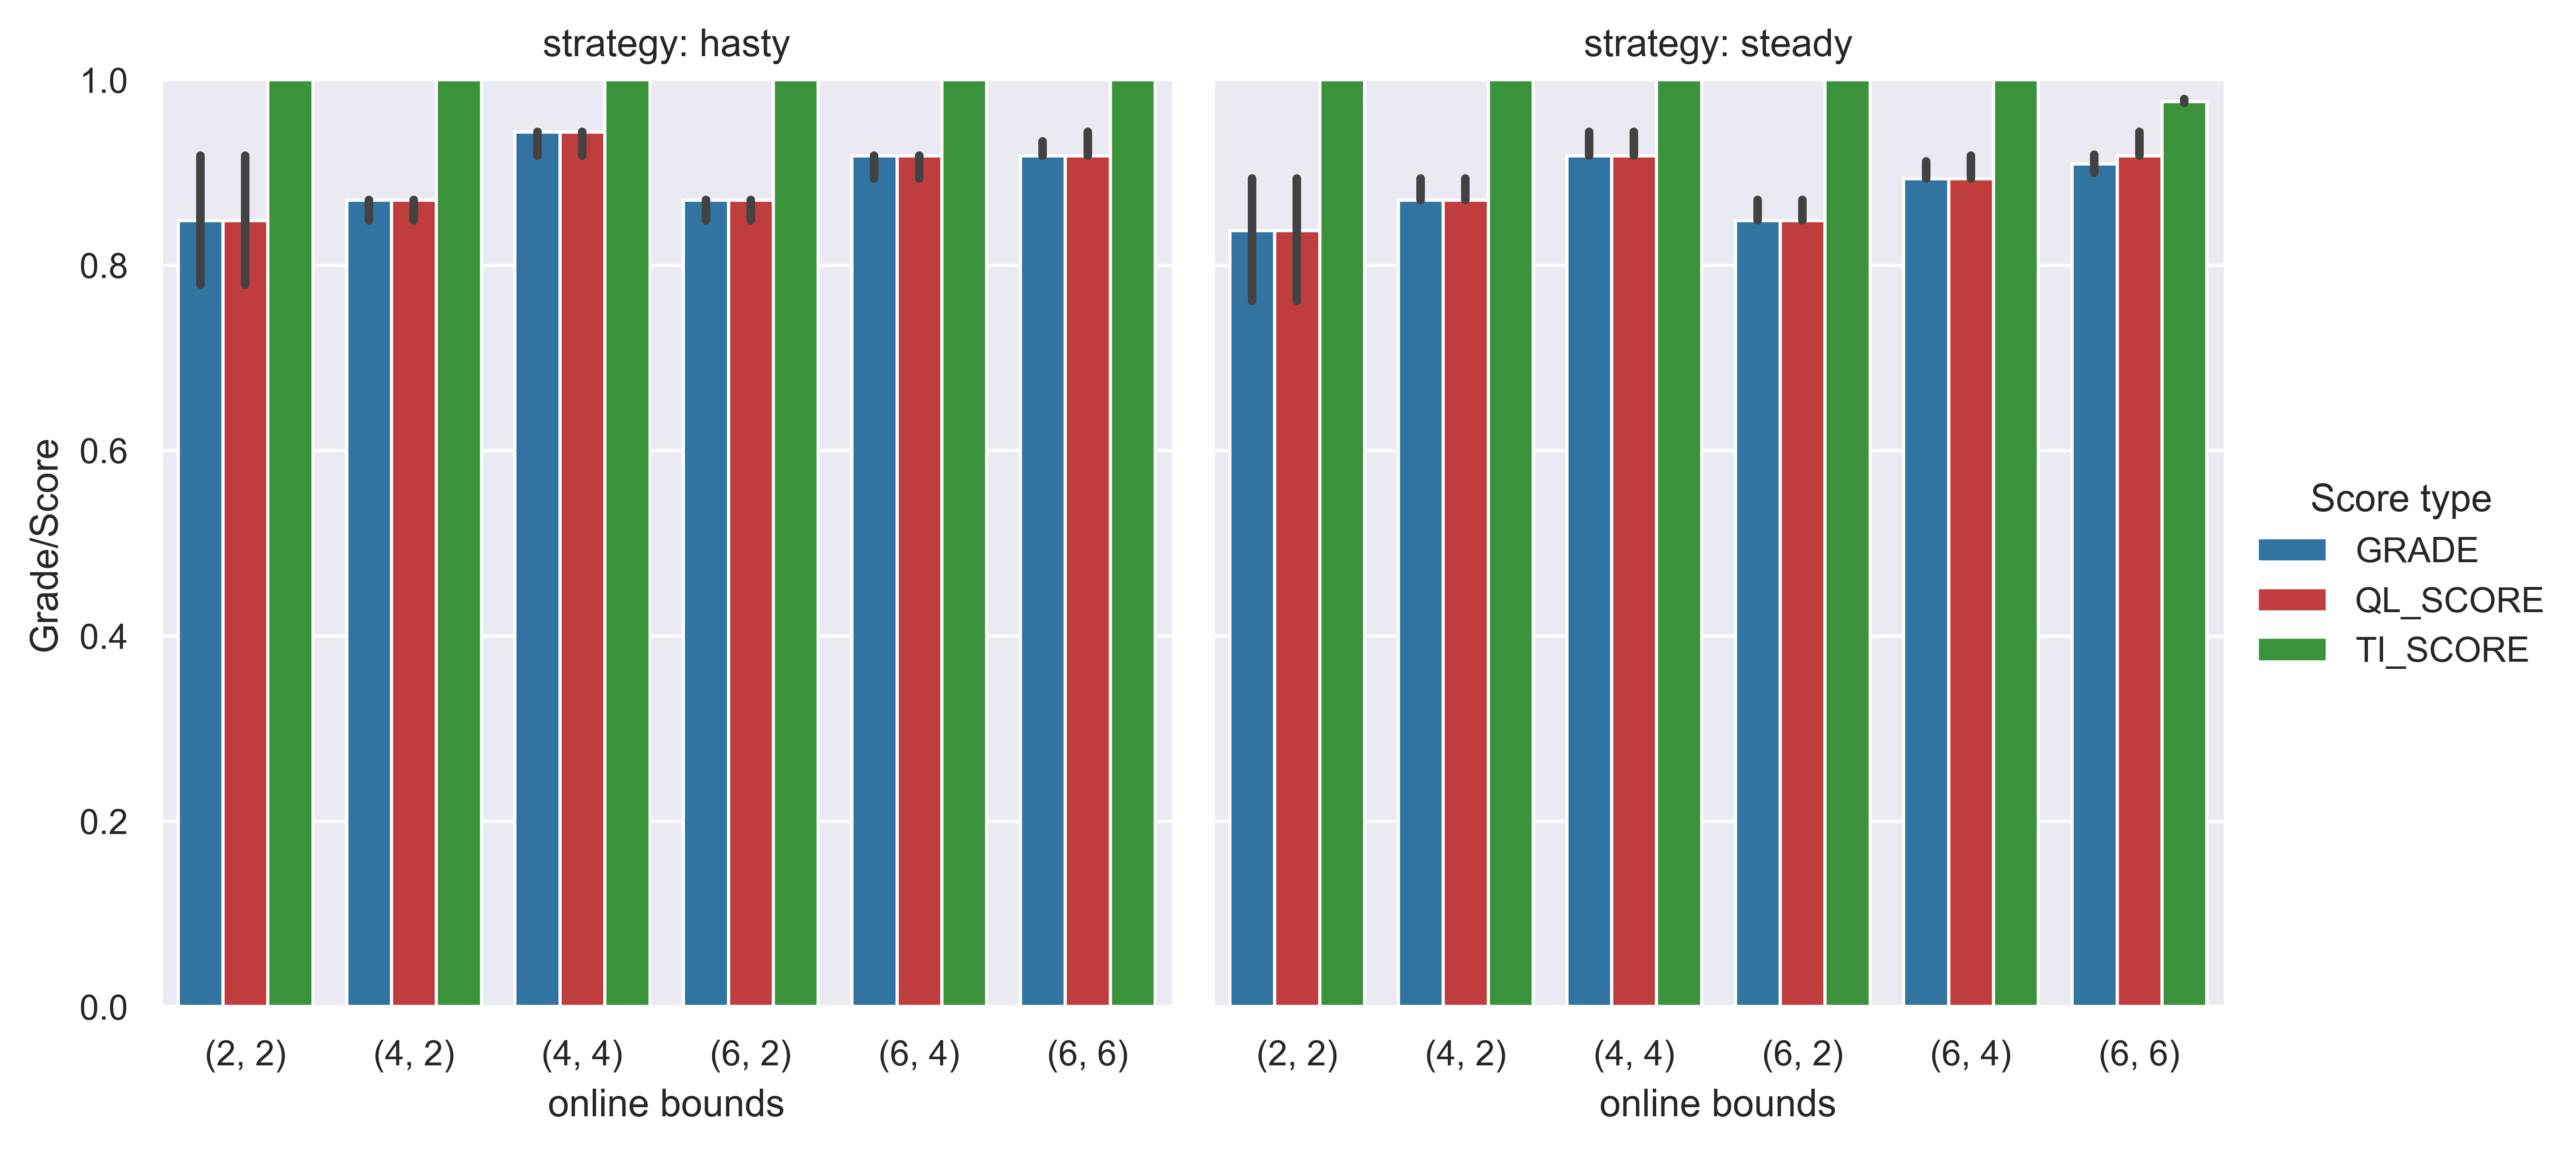 strategy: hasty
strategy: steady
Grade/Score
1.0
0.8
0.6
0.4
0.2
0.0
(2, 2) (4, 2) (4, 4) (6, 2) (6, 4) (6, 6)
(2, 2) (4, 2) (4, 4) (6, 2) (6, 4) (6, 6)
online bounds
online bounds
Score type
GRADE
QL_SCORE
TI_SCORE